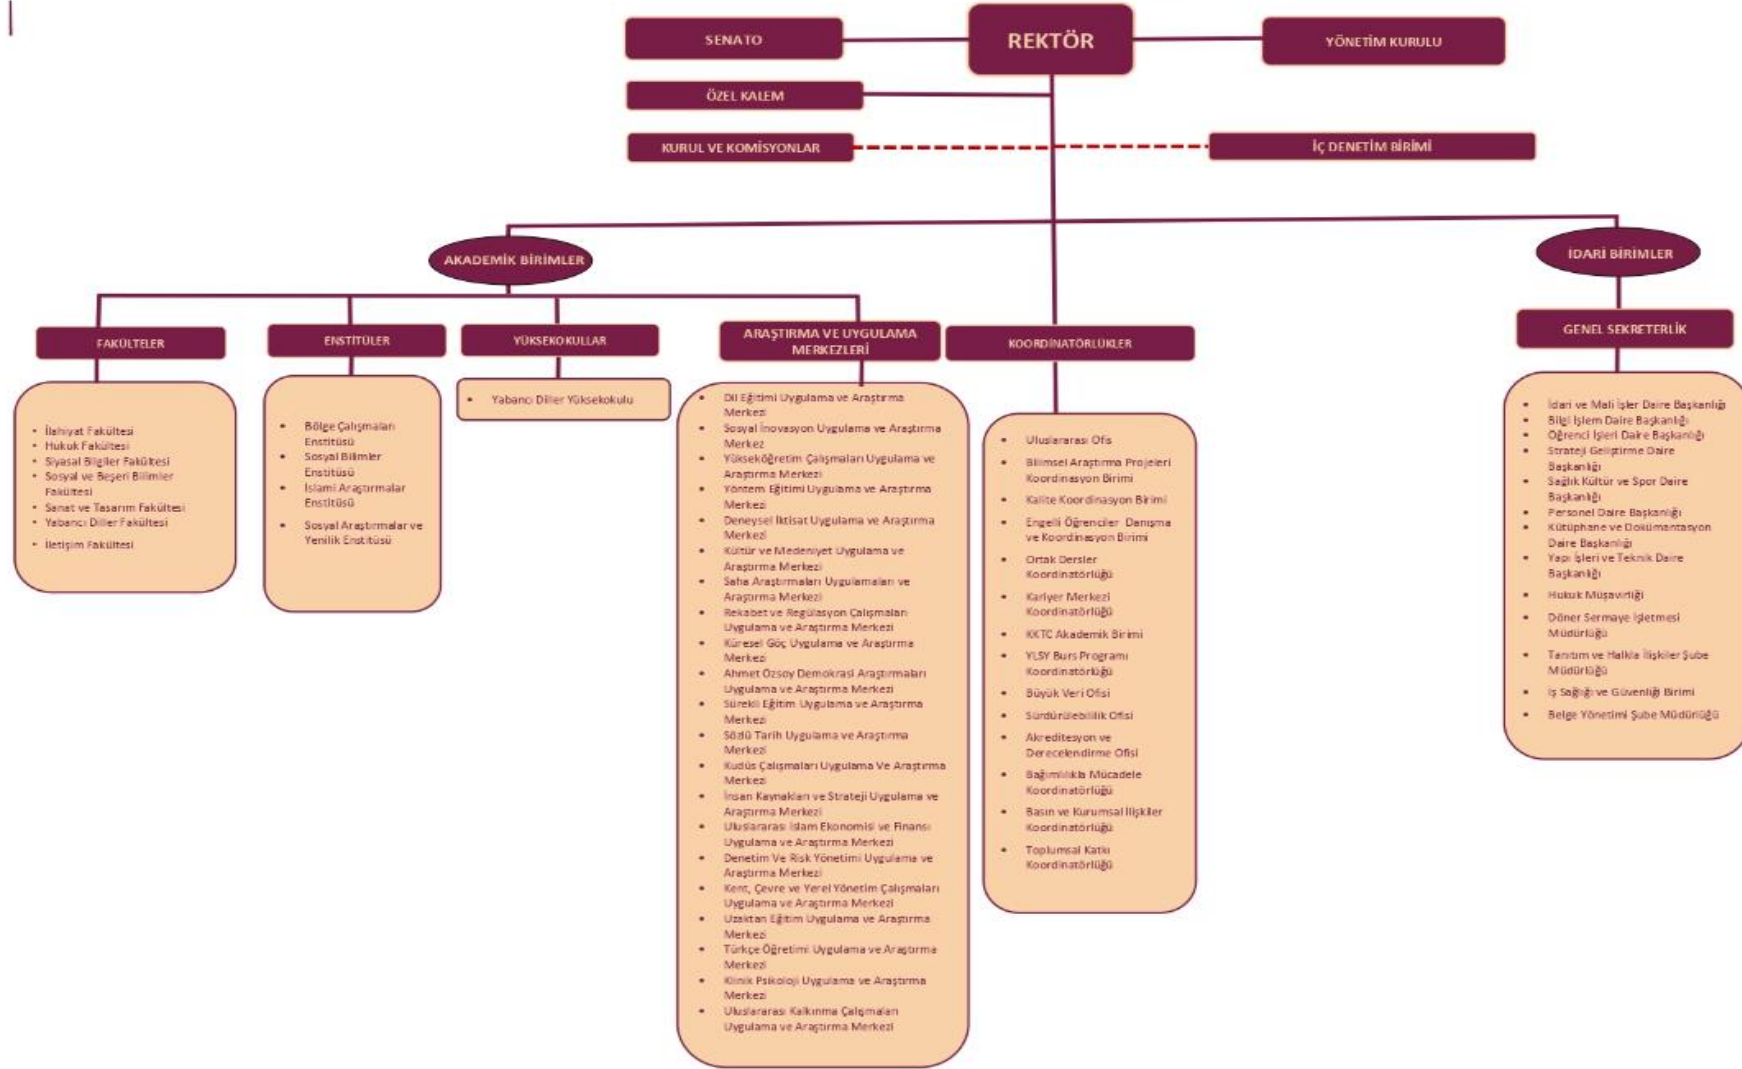 SENATO
REKTÖR
YÖNETİM KURULU
ÖZEL KALEM
KURUL VE KOMİSYONLAR
İÇ DENETİM BİRİMİ
AKADEMİK BİRİMLER
İDARİ BİRİMLER
FAKÜLTELER
• İlahiyat Fakültesi
• Hukuk Fakültesi
• Siyasal Bilgiler Fakültesi
• Sosyal ve Beşeri Bilimler
Fakültesi
• Sanat ve Tasarım Fakültesi
• Yabancı Diller Fakültesi
• İletişim Fakültesi
ENSTİTÜLER
• Bölge Çalışmaları
Enstitüsü
• Sosyal Bilimler
Enstitüsü
• İslami Araştırmalar
Enstitüsü
• Sosyal Araştırmalar ve
Yenilik Enstitüsü
YÜKSEKOKULLAR
• Yabancı Diller Yüksekokulu
ARAŞTIRMA VE UYGULAMA
MERKEZLERİ
• Dil Eğitimi Uygulama ve Araştırma
Merkezi
• Sosyal İnovasyon Uygulama ve Araştırma
Merkez
• Yükseköğretim Çalışmaları Uygulama ve
Araştırma Merkezi
• Yöntem Eğitimi Uygulama ve Araştırma
Merkezi
• Deneysel İktisat Uygulama ve Araştırma
Merkezi
• Kültür ve Medeniyet Uygulama ve
Araştırma Merkezi
• Saha Araştırmaları Uygulamaları ve
Araştırma Merkezi
• Rekabet ve Regülasyon Çalışmaları
Uygulama ve Araştırma Merkezi
• Küresel Göç Uygulama ve Araştırma
Merkezi
• Ahmet Özsoy Demokrasi Araştırmaları
Uygulama ve Araştırma Merkezi
• Sürekli Eğitim Uygulama ve Araştırma
Merkezi
• Sözlü Tarih Uygulama ve Araştırma
Merkezi
• Kudüs Çalışmaları Uygulama Ve Araştırma
Merkezi
• İnsan Kaynakları ve Strateji Uygulama ve
Araştırma Merkezi
• Uluslararası İslam Ekonomisi ve Finansı
Uygulama ve Araştırma Merkezi
• Denetim Ve Risk Yönetimi Uygulama ve
Araştırma Merkezi
• Kent, Çevre ve Yerel Yönetim Çalışmaları
Uygulama ve Araştırma Merkezi
• Uzaktan Eğitim Uygulama ve Araştırma
Merkezi
• Türkçe Öğretimi Uygulama ve Araştırma
Merkezi
• Klinik Psikoloji Uygulama ve Araştırma
Merkezi
• Uluslararası Kalkınma Çalışmaları
Uygulama ve Araştırma Merkezi
KOORDİNATÖRLÜKLER
• Uluslararası Ofis
• Bilimsel Araştırma Projeleri
Koordinasyon Birimi
• Kalite Koordinasyon Birimi
• Engelli Öğrenciler Danışma
ve Koordinasyon Birimi
• Ortak Dersler
Koordinatörlüğü
• Kariyer Merkezi
Koordinatörlüğü
• KKTC Akademik Birimi
• YLSY Burs Programı
Koordinatörlüğü
• Büyük Veri Ofisi
• Sürdürülebilirlik Ofisi
• Akreditesyon ve
Derecelendirme Ofisi
• Bağımlılıkla Mücadele
Koordinatörlüğü
• Basın ve Kurumsal İlişkiler
Koordinatörlüğü
• Toplumsal Katkı
Koordinatörlüğü
GENEL SEKRETERLİK
• İdari ve Mali İşler Daire Başkanlığı
• Bilgi İşlem Daire Başkanlığı
• Öğrenci İşleri Daire Başkanlığı
• Strateji Geliştirme Daire
Başkanlığı
• Sağlık Kültür ve Spor Daire
Başkanlığı
• Personel Daire Başkanlığı
• Kütüphane ve Dokümantasyon
Daire Başkanlığı
• Yapı İşleri ve Teknik Daire
Başkanlığı
• Hukuk Müşavirliği
• Döner Sermaye İşletmesi
Müdürlüğü
• Tanıtım ve Halkla İlişkiler Şube
Müdürlüğü
• İş Sağlığı ve Güvenliği Birimi
• Belge Yönetimi Şube Müdürlüğü